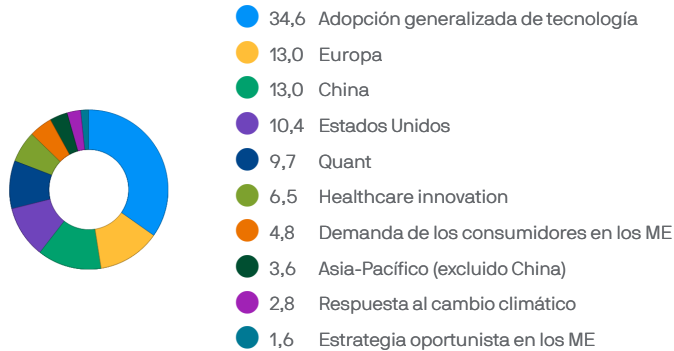 34,6 Adopción generalizada de tecnología
13,0 Europa
13,0 China
10,4 Estados Unidos
9,7 Quant
6,5 Healthcare innovation
4,8 Demanda de los consumidores en los ME
3,6 Asia-Pacífico (excluido China)
2,8 Respuesta al cambio climático
1,6 Estrategia oportunista en los ME